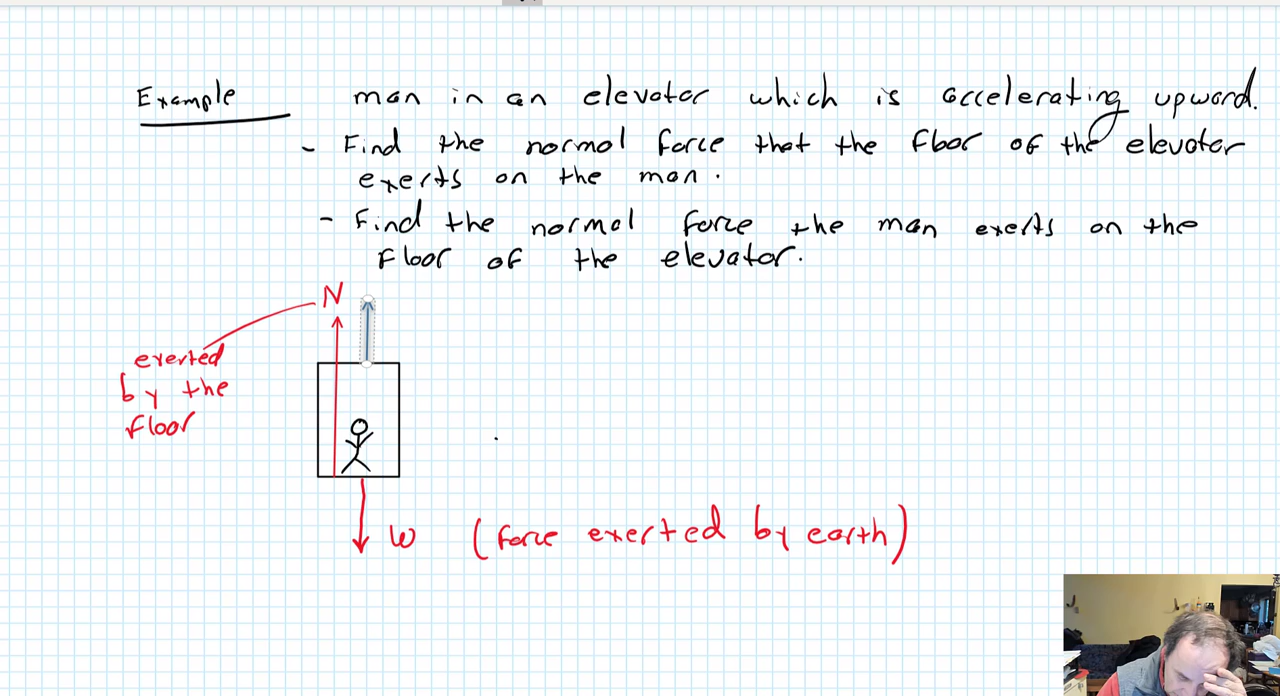 Example man in an elevator which is accelerating upward.
- Find the normal force that the floor of the elevator
exerts on the man.
- Find the normal force the man exerts on the
floor of the elevator.
N
exerted
by the
floor
W (force exerted by earth)